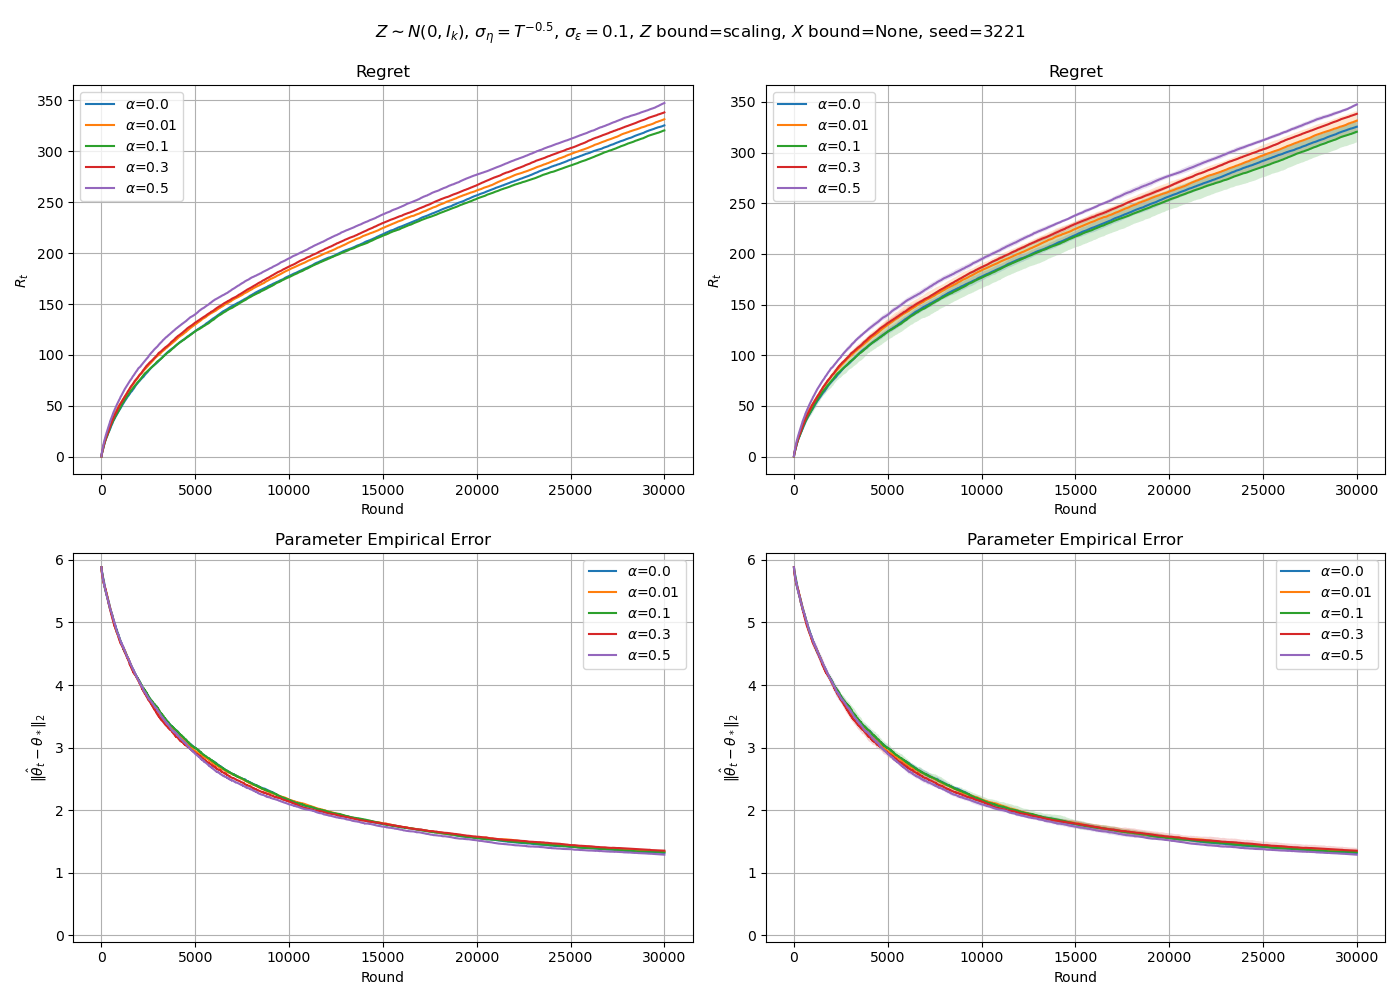 Z ~ N(0, I_k), σ_η = T^{-0.5}, σ_ε = 0.1, Z bound=scaling, X bound=None, seed=3221
Regret
350
300
250
200
150
100
50
0
R_t
α=0.0
α=0.01
α=0.1
α=0.3
α=0.5
0 5000 10000 15000 20000 25000 30000
Round
Regret
350
300
250
200
150
100
50
0
R_t
α=0.0
α=0.01
α=0.1
α=0.3
α=0.5
0 5000 10000 15000 20000 25000 30000
Round
Parameter Empirical Error
6
5
4
3
2
1
0
‖θ̂_t − θ_*‖_2
α=0.0
α=0.01
α=0.1
α=0.3
α=0.5
0 5000 10000 15000 20000 25000 30000
Round
Parameter Empirical Error
6
5
4
3
2
1
0
‖θ̂_t − θ_*‖_2
α=0.0
α=0.01
α=0.1
α=0.3
α=0.5
0 5000 10000 15000 20000 25000 30000
Round